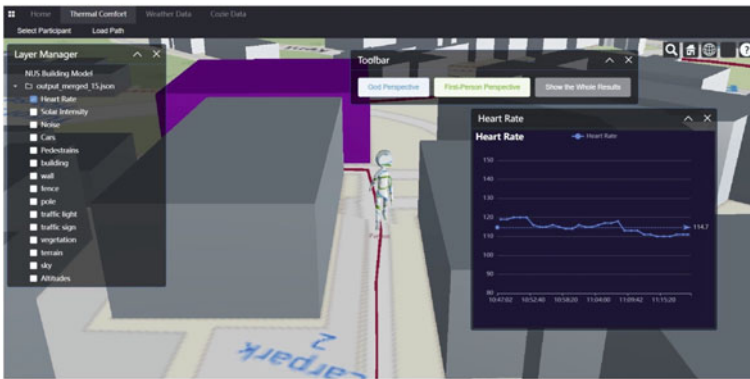 Home Thermal Comfort Weather Data Code Data
Select Participant Load Path
Layer Manager
NUS Building Model
output_merged_15.json
Heart Rate
Solar Intensity
Noise
Cars
Pedestrains
building
wall
fence
pole
traffic light
traffic sign
vegetation
terrain
sky
Altitudes
Toolbar
God Perspective First-Person Perspective Show the Whole Results
Heart Rate
Heart Rate Heart Rate
150
140
130
120
114.7
110
100
90
80
10:47:02 10:52:40 10:58:20 11:04:00 11:09:42 11:15:20
carpark
2